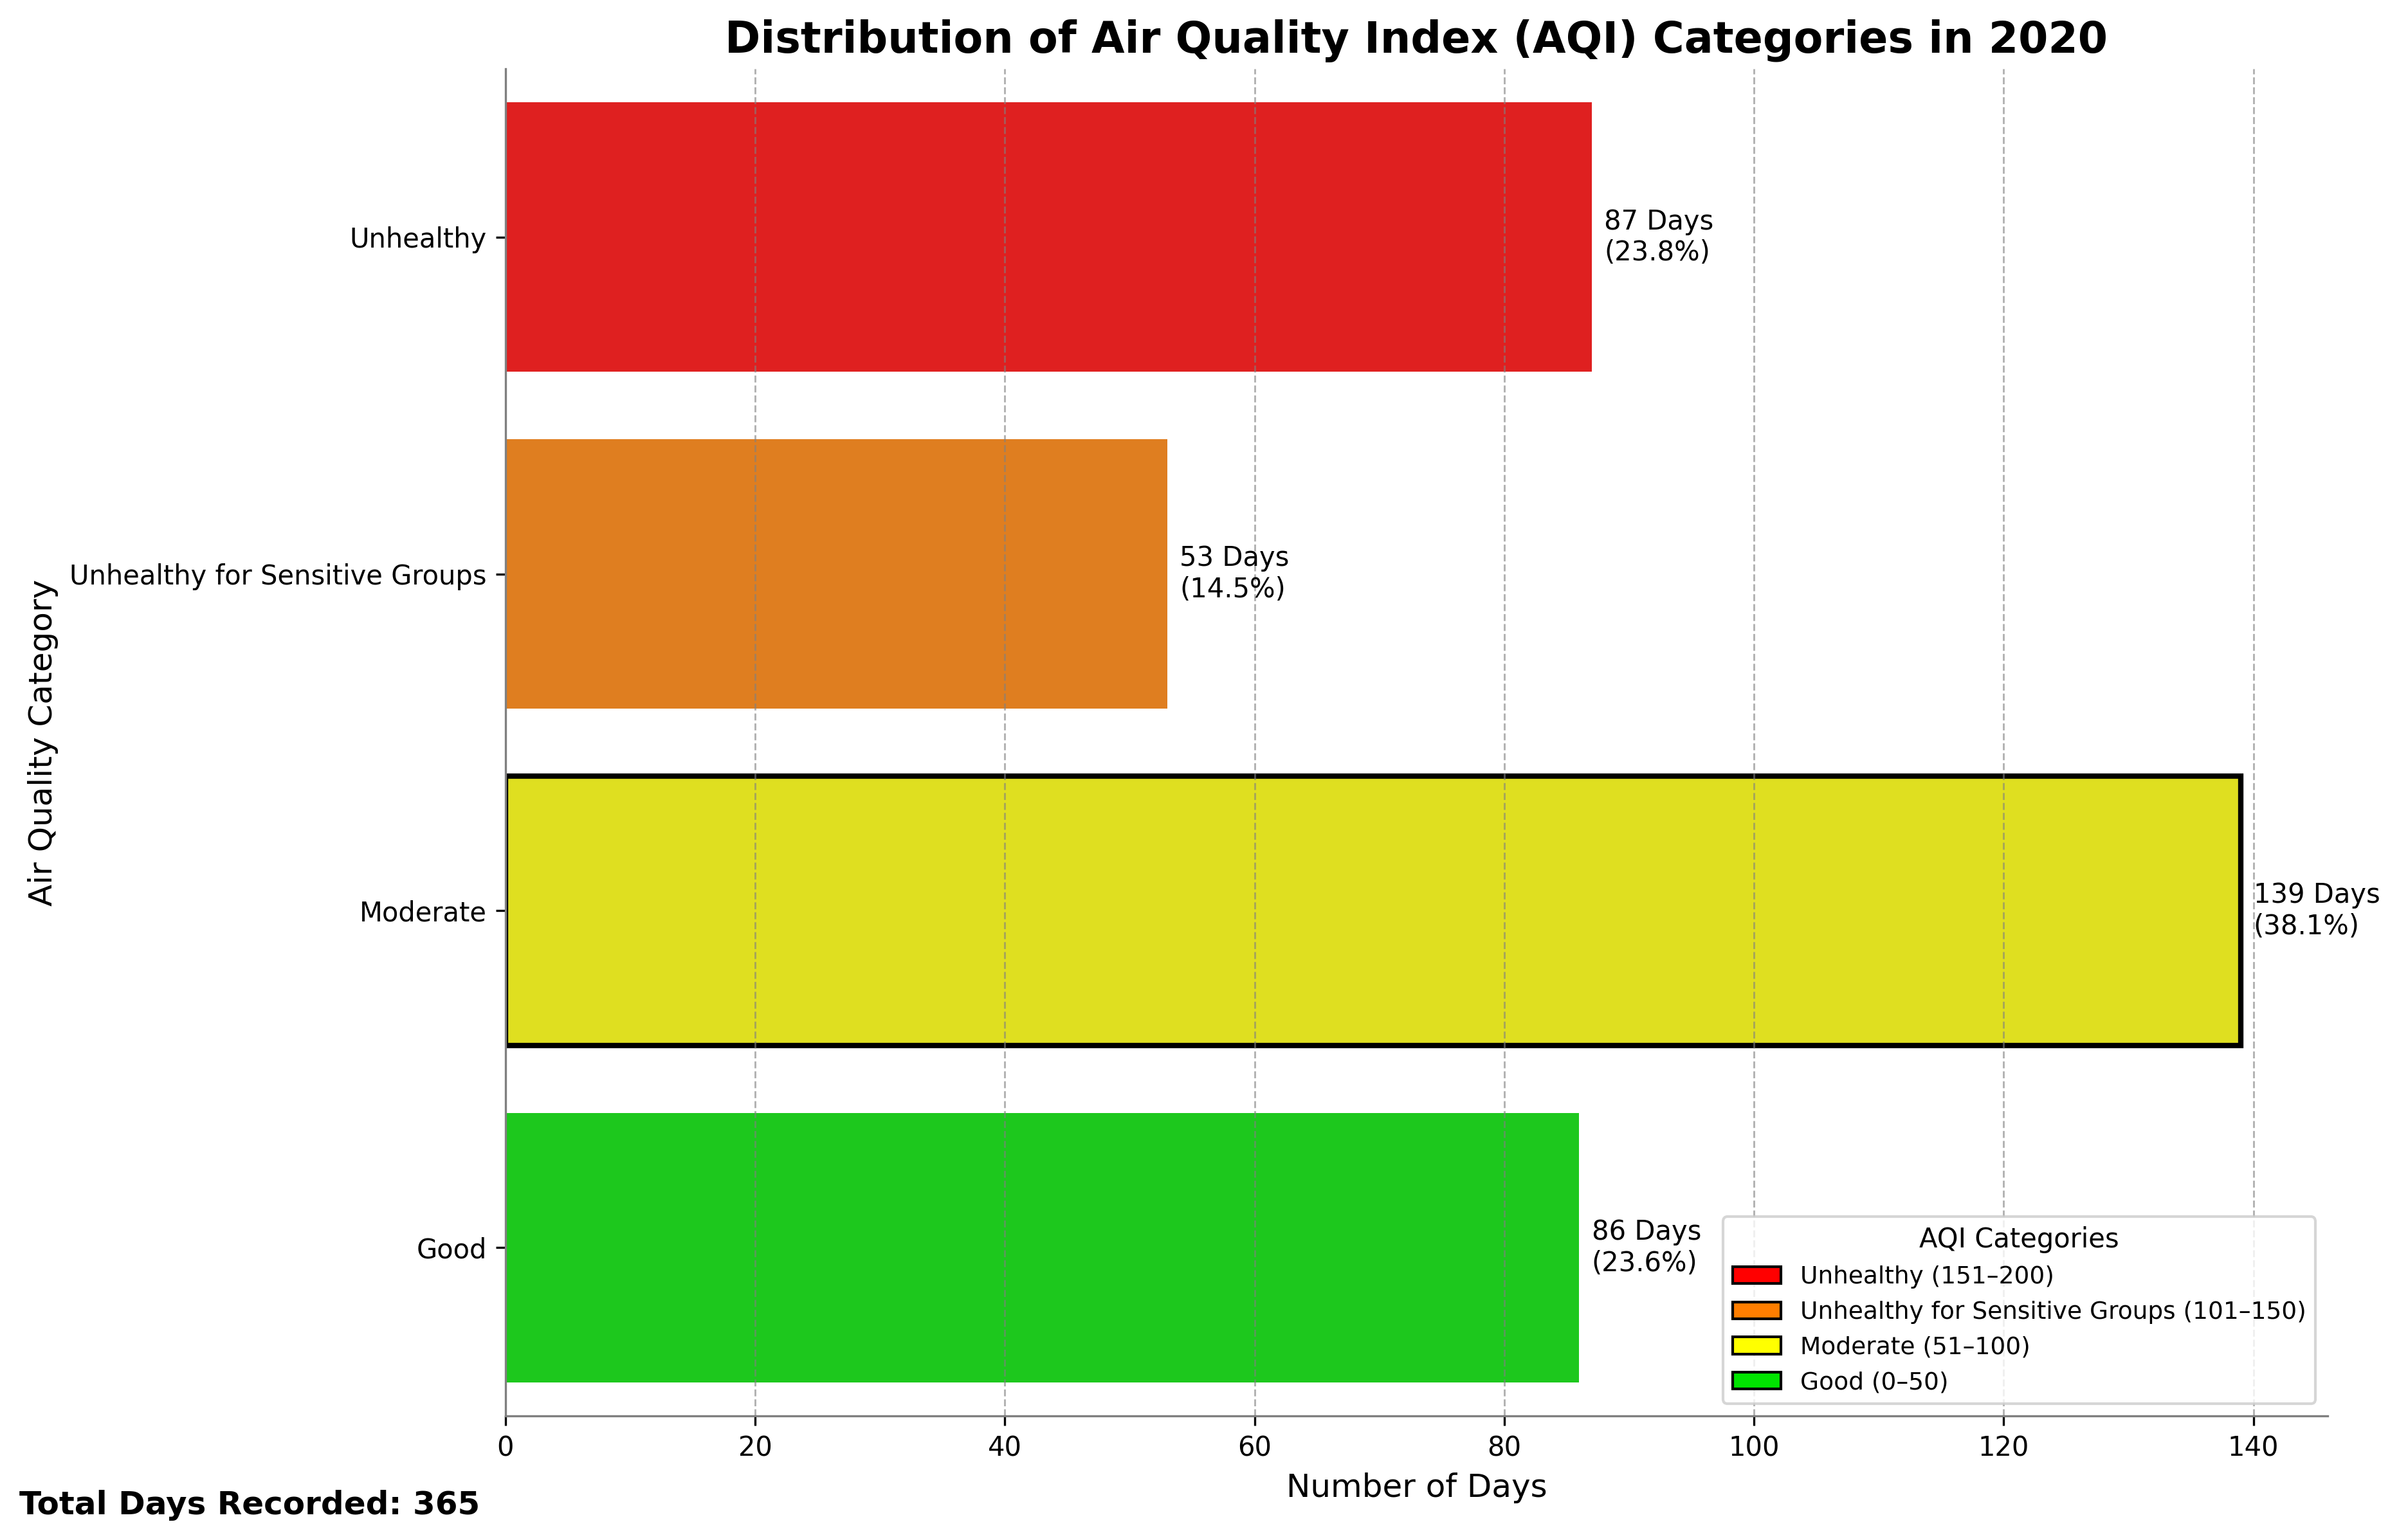 Distribution of Air Quality Index (AQI) Categories in 2020
Air Quality Category
Unhealthy
87 Days
(23.8%)
Unhealthy for Sensitive Groups
53 Days
(14.5%)
Moderate
139 Days
(38.1%)
Good
86 Days
(23.6%)
AQI Categories
Unhealthy (151–200)
Unhealthy for Sensitive Groups (101–150)
Moderate (51–100)
Good (0–50)
0 20 40 60 80 100 120 140
Number of Days
Total Days Recorded: 365